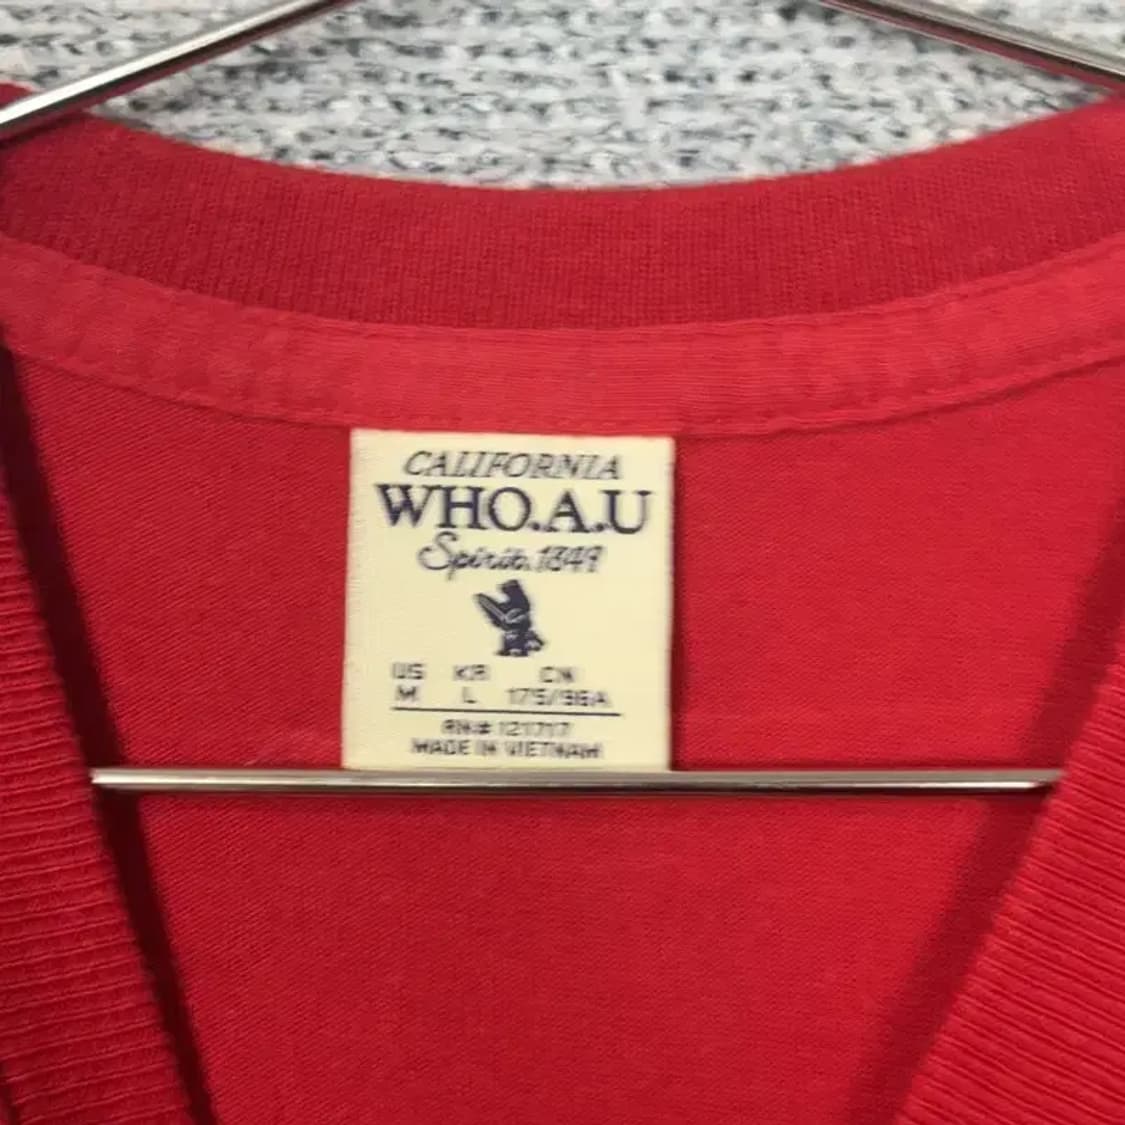 CALIFORNIA
WHO.A.U
Spirit.1849
US KR CN
M L 175/96A
RN# 121717
MADE IN VIETNAM